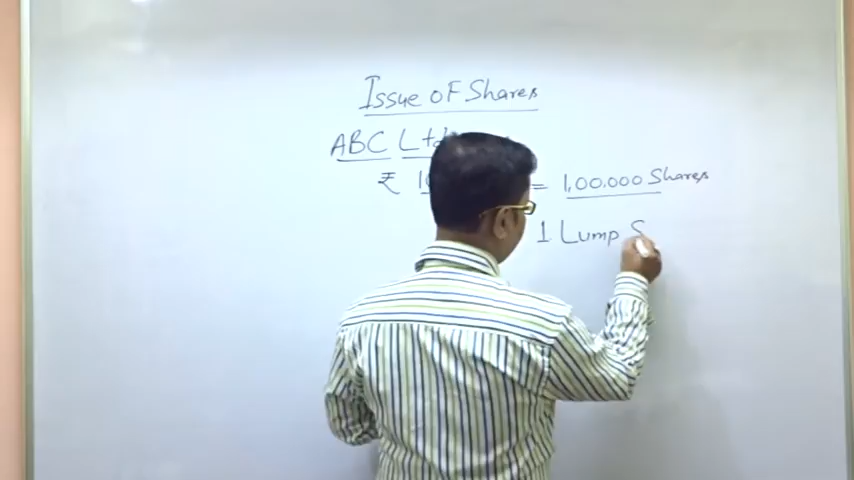 Issue OF Shares
ABC Ltd
₹ = 1,00,000 Shares
1 Lump S